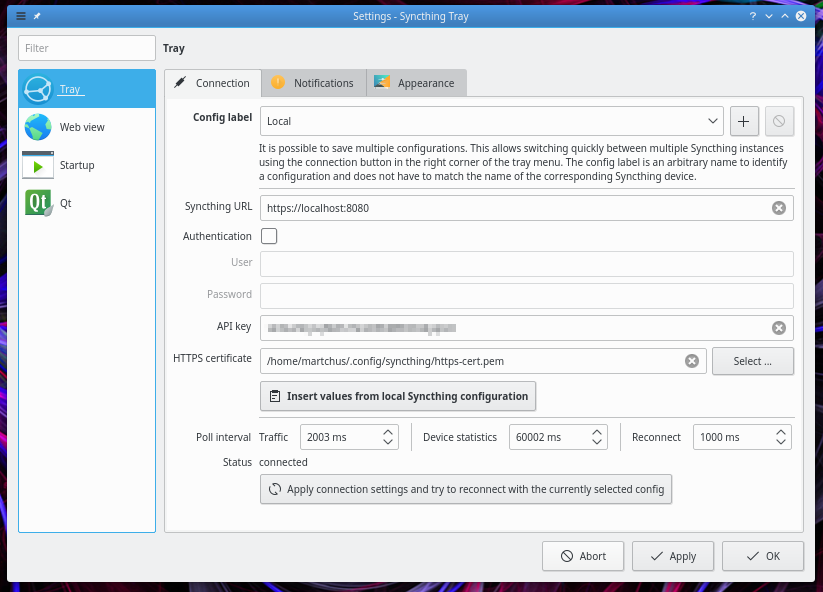 Settings - Syncthing Tray
Filter
Tray
Tray
Web view
Startup
Qt
Connection
Notifications
Appearance
Config label
Local
It is possible to save multiple configurations. This allows switching quickly between multiple Syncthing instances
using the connection button in the right corner of the tray menu. The config label is an arbitrary name to identify
a configuration and does not have to match the name of the corresponding Syncthing device.
Syncthing URL
https://localhost:8080
Authentication
User
Password
API key
HTTPS certificate
/home/martchus/.config/syncthing/https-cert.pem
Select ...
Insert values from local Syncthing configuration
Poll interval Traffic 2003 ms Device statistics 60002 ms Reconnect 1000 ms
Status connected
Apply connection settings and try to reconnect with the currently selected config
Abort
Apply
OK